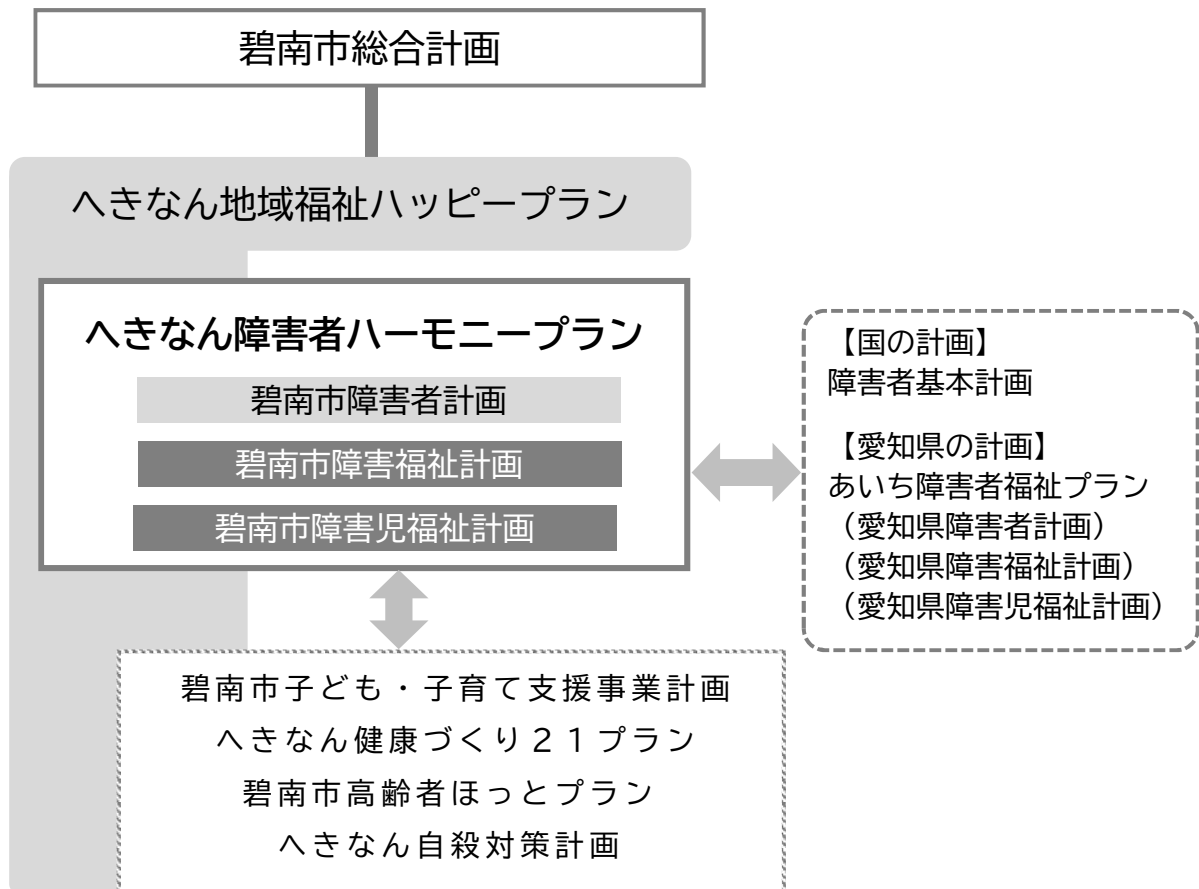 碧南市総合計画
へきなん地域福祉ハッピープラン
へきなん障害者ハーモニープラン
碧南市障害者計画
碧南市障害福祉計画
碧南市障害児福祉計画
【国の計画】
障害者基本計画
【愛知県の計画】
あいち障害者福祉プラン
（愛知県障害者計画）
（愛知県障害福祉計画）
（愛知県障害児福祉計画）
碧南市子ども・子育て支援事業計画
へきなん健康づくり２１プラン
碧南市高齢者ほっとプラン
へきなん自殺対策計画